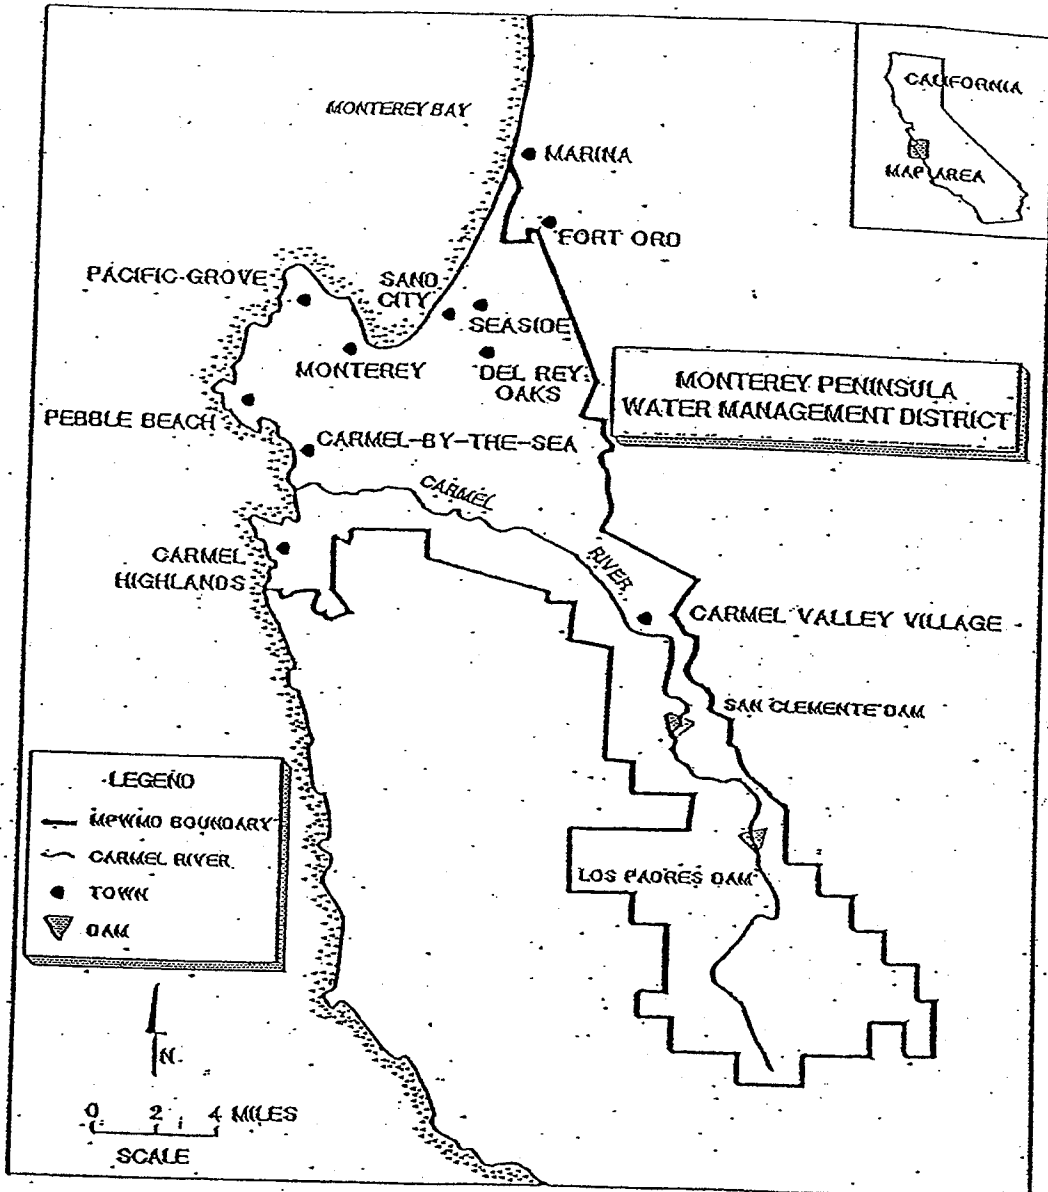 MONTEREY BAY
CALIFORNIA
MAP AREA
MARINA
FORT ORD
PACIFIC GROVE
SAND
CITY
SEASIDE
MONTEREY
DEL REY
OAKS
MONTEREY PENINSULA
WATER MANAGEMENT DISTRICT
PEBBLE BEACH
CARMEL-BY-THE-SEA
CARMEL
RIVER
CARMEL
HIGHLANDS
CARMEL VALLEY VILLAGE
SAN CLEMENTE DAM
LOS PADRES DAM
LEGEND
MPWMD BOUNDARY
CARMEL RIVER
TOWN
DAM
N
0 2 4 MILES
SCALE